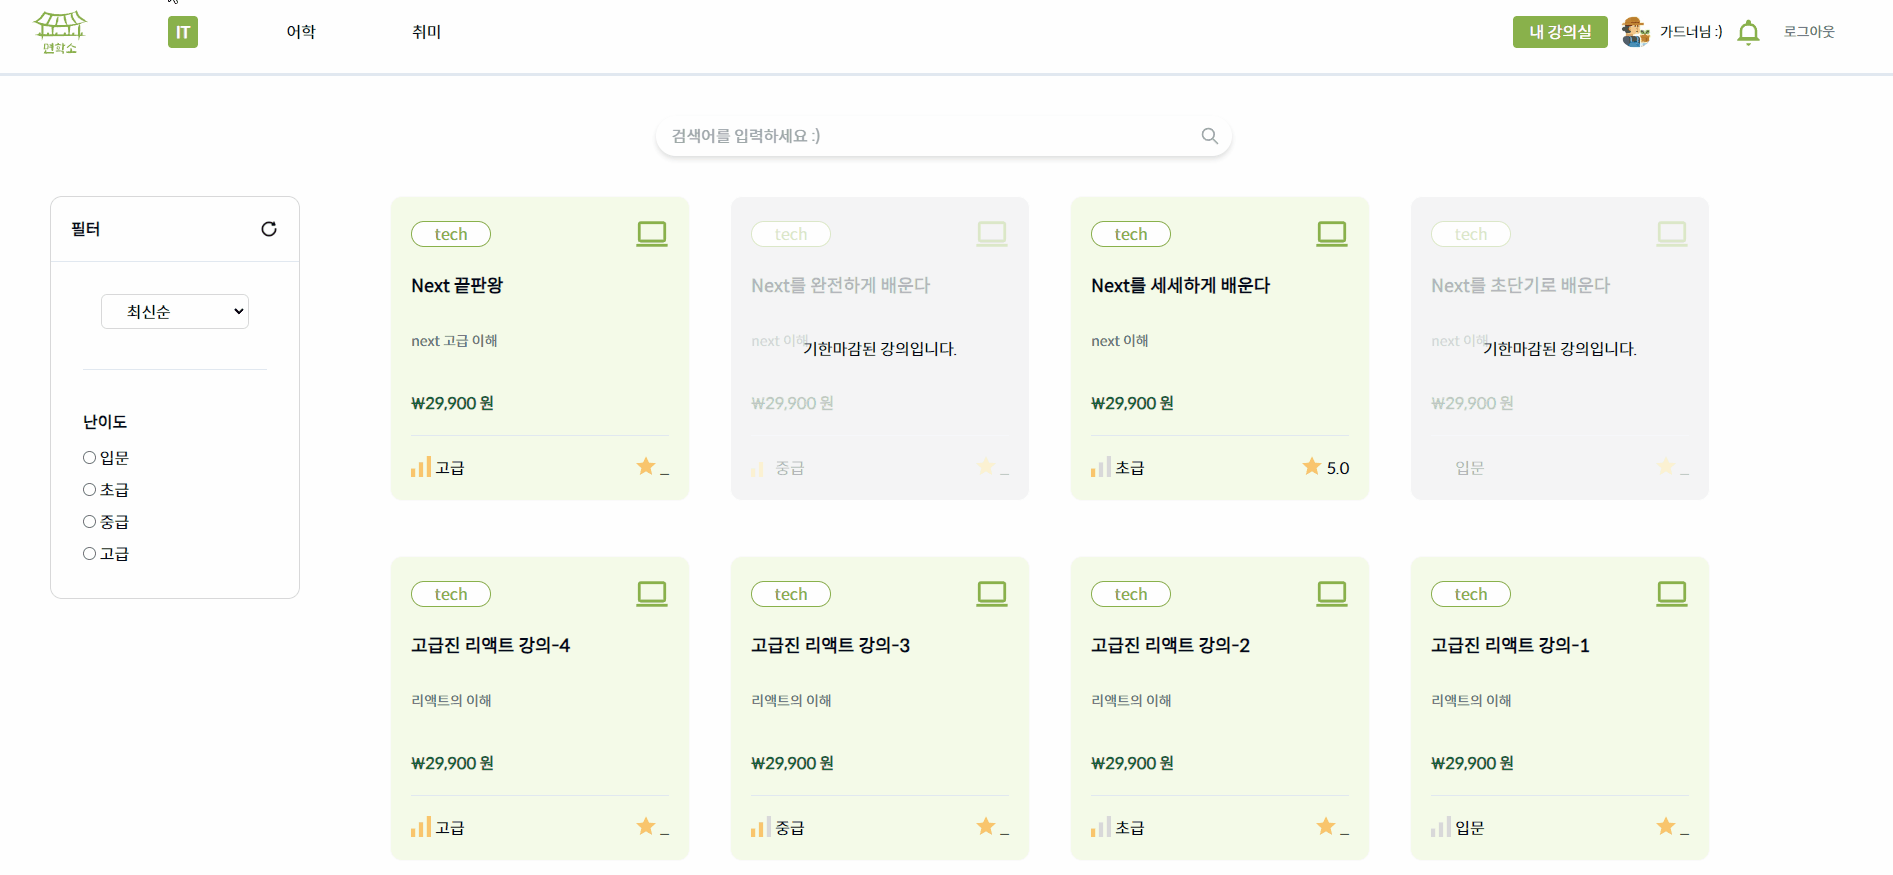 면학소
IT
어학
취미
내 강의실
가드너님 :)
로그아웃
검색어를 입력하세요 :)
필터
최신순
난이도
입문
초급
중급
고급
tech
Next 끝판왕
next 고급 이해
₩29,900 원
고급
_
tech
Next를 완전하게 배운다
next 이해
기한마감된 강의입니다.
₩29,900 원
중급
_
tech
Next를 세세하게 배운다
next 이해
₩29,900 원
초급
5.0
tech
Next를 초단기로 배운다
next 이해
기한마감된 강의입니다.
₩29,900 원
입문
_
tech
고급진 리액트 강의-4
리액트의 이해
₩29,900 원
고급
_
tech
고급진 리액트 강의-3
리액트의 이해
₩29,900 원
중급
_
tech
고급진 리액트 강의-2
리액트의 이해
₩29,900 원
초급
_
tech
고급진 리액트 강의-1
리액트의 이해
₩29,900 원
입문
_